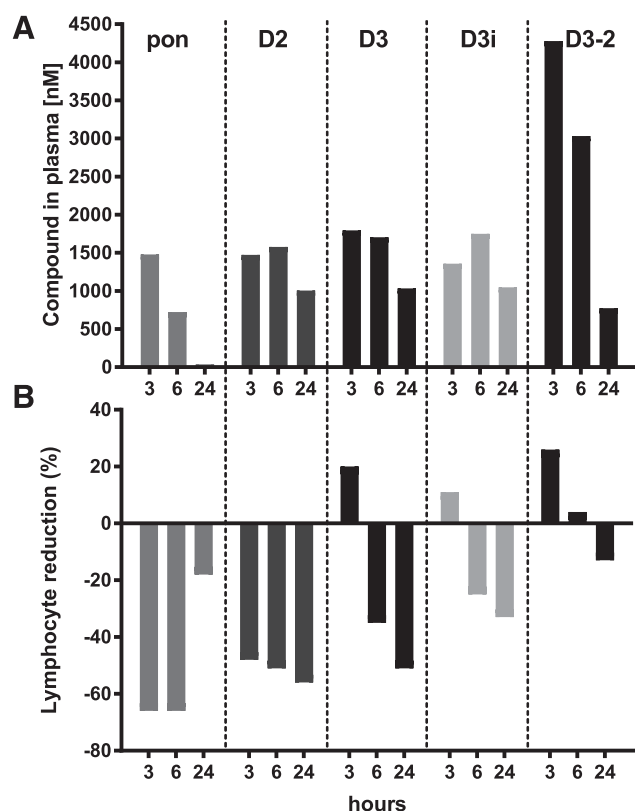 A
pon D2 D3 D3i D3-2
Compound in plasma [nM]
4500
4000
3500
3000
2500
2000
1500
1000
500
0
3 6 24 3 6 24 3 6 24 3 6 24 3 6 24
B
Lymphocyte reduction (%)
40
20
0
-20
-40
-60
-80
3 6 24 3 6 24 3 6 24 3 6 24 3 6 24
hours